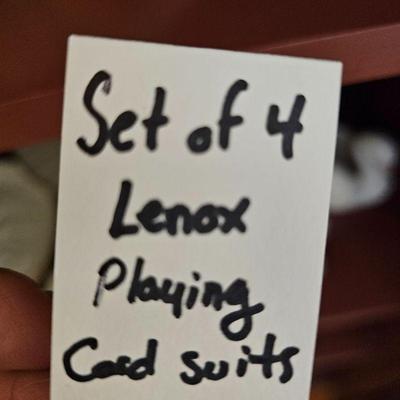 Set of 4
Lenox
Playing
Card suits